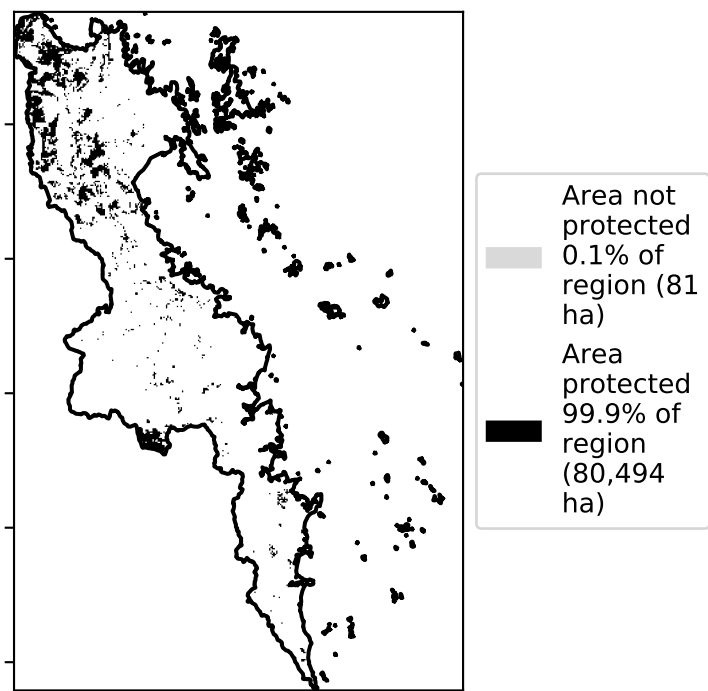 Area not
protected
0.1% of
region (81
ha)
Area
protected
99.9% of
region
(80,494
ha)